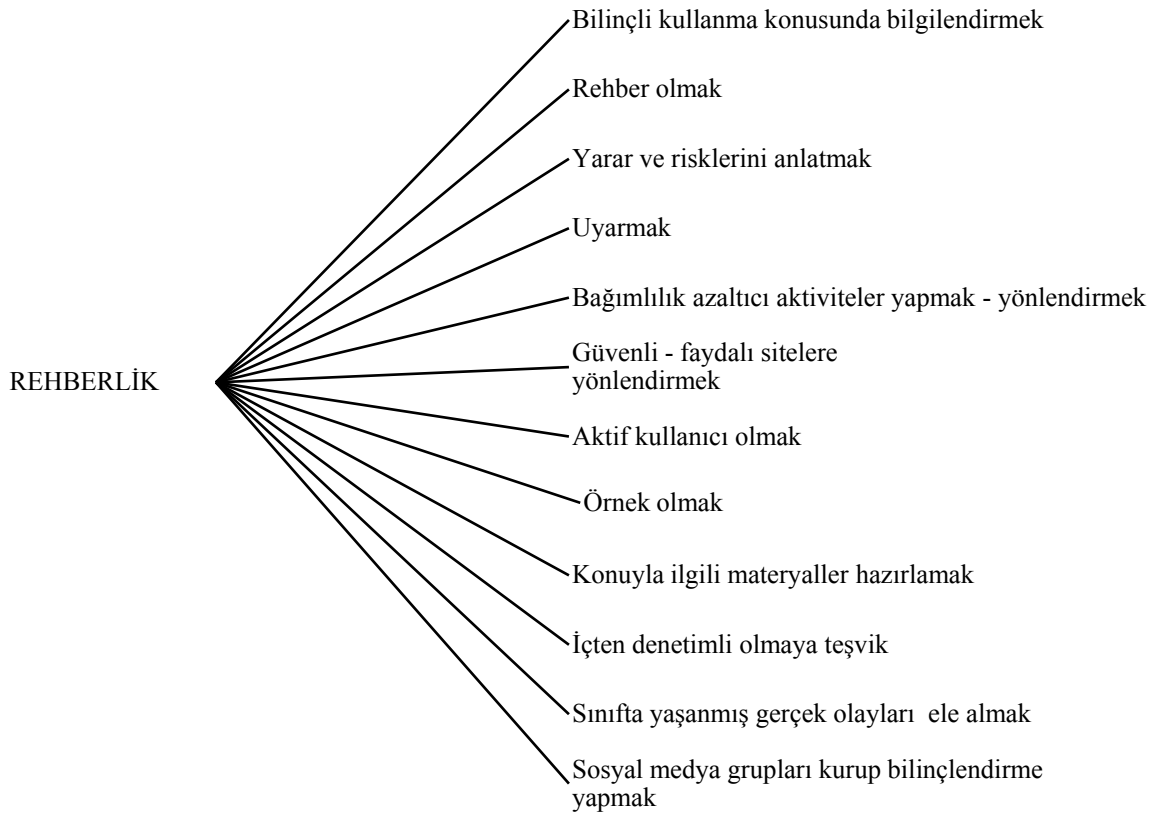 Bilinçli kullanma konusunda bilgilendirmek
Rehber olmak
Yarar ve risklerini anlatmak
Uyarmak
Bağımlılık azaltıcı aktiviteler yapmak - yönlendirmek
Güvenli - faydalı sitelere
yönlendirmek
REHBERLİK
Aktif kullanıcı olmak
Örnek olmak
Konuyla ilgili materyaller hazırlamak
İçten denetimli olmaya teşvik
Sınıfta yaşanmış gerçek olayları ele almak
Sosyal medya grupları kurup bilinçlendirme
yapmak